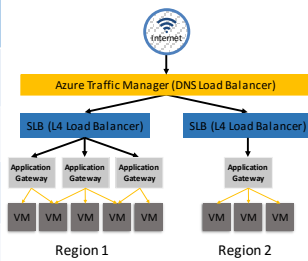 Internet
Azure Traffic Manager (DNS Load Balancer)
SLB (L4 Load Balancer) SLB (L4 Load Balancer)
Application Application Application Application
Gateway Gateway Gateway Gateway
VM VM VM VM VM VM VM VM
Region 1 Region 2